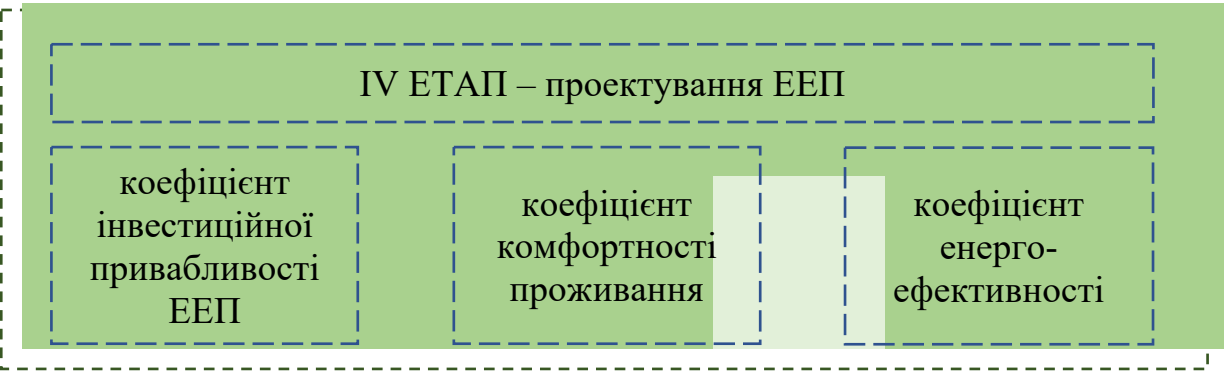 IV ЕТАП – проектування ЕЕП
коефіцієнт
інвестиційної
привабливості
ЕЕП
коефіцієнт
комфортності
проживання
коефіцієнт
енерго-
ефективності